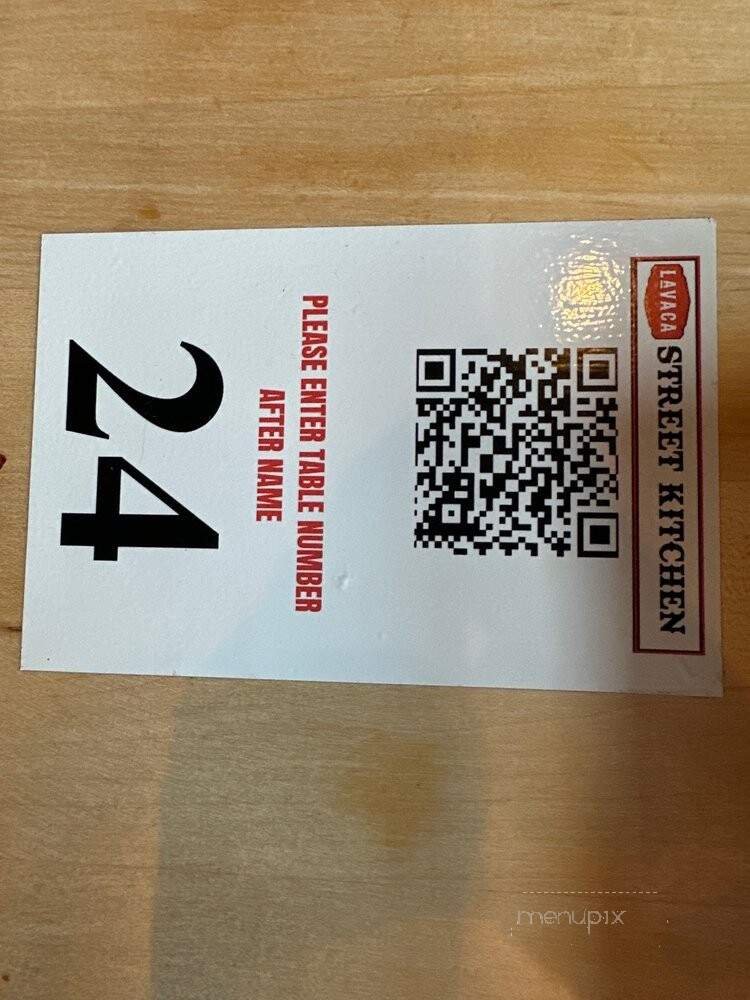 LAVACA
STREET KITCHEN
PLEASE ENTER TABLE NUMBER
AFTER NAME
24
menupix